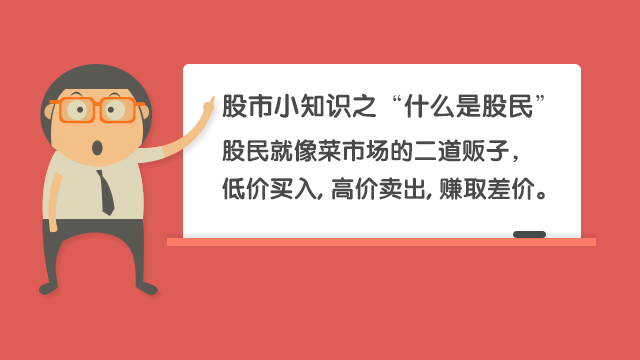 股市小知识之“什么是股民”
股民就像菜市场的二道贩子，
低价买入, 高价卖出, 赚取差价。